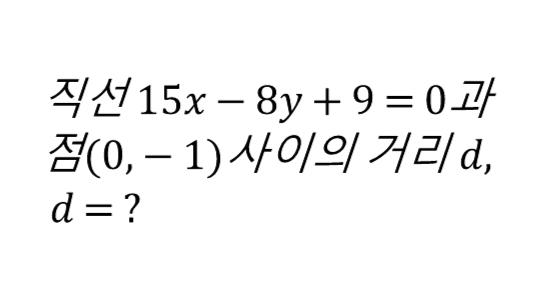 직선 15x − 8y + 9 = 0과
점(0, − 1) 사이의 거리 d,
d = ?